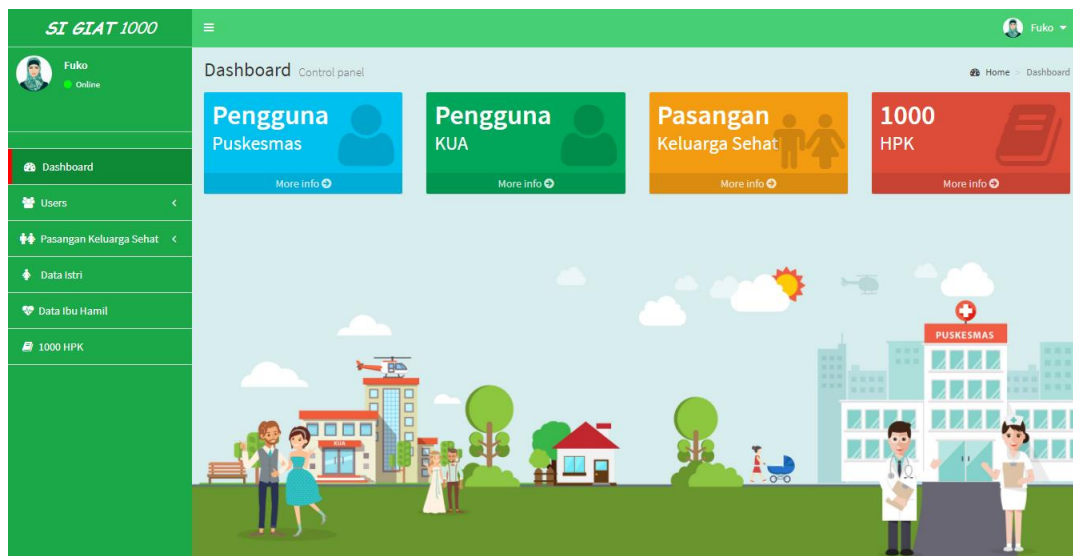 SI GIAT 1000
Fuko
Fuko
Online
Dashboard Control panel
Home > Dashboard
Pengguna
Puskesmas
More info
Pengguna
KUA
More info
Pasangan
Keluarga Sehat
More info
1000
HPK
More info
Dashboard
Users
Pasangan Keluarga Sehat
Data Istri
Data Ibu Hamil
1000 HPK
PUSKESMAS
KUA